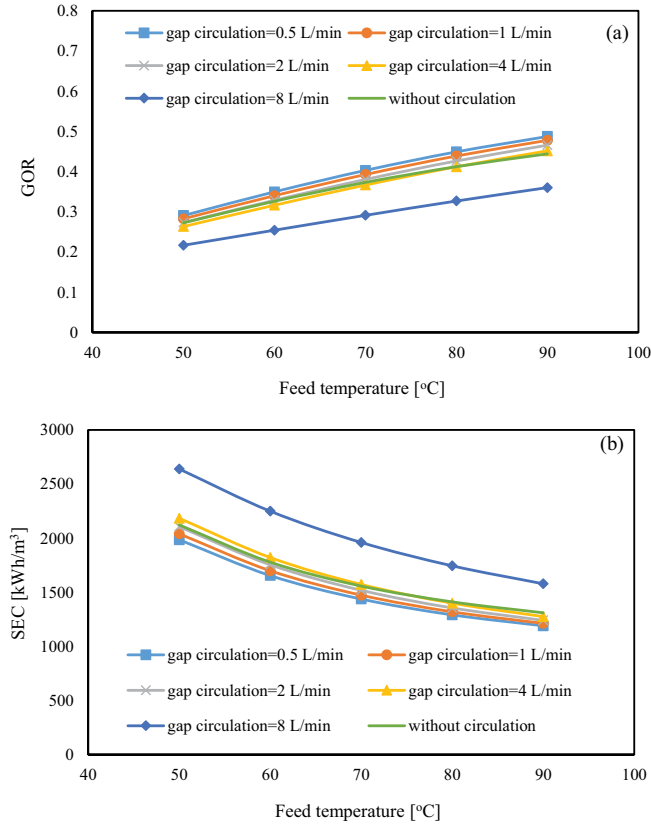 0.8
0.7
0.6
0.5
0.4
0.3
0.2
0.1
0
GOR
gap circulation=0.5 L/min
gap circulation=1 L/min
(a)
gap circulation=2 L/min
gap circulation=4 L/min
gap circulation=8 L/min
without circulation
40 50 60 70 80 90 100
Feed temperature [°C]
3000
2500
2000
1500
1000
500
0
SEC [kWh/m³]
(b)
gap circulation=0.5 L/min
gap circulation=1 L/min
gap circulation=2 L/min
gap circulation=4 L/min
gap circulation=8 L/min
without circulation
40 50 60 70 80 90 100
Feed temperature [°C]